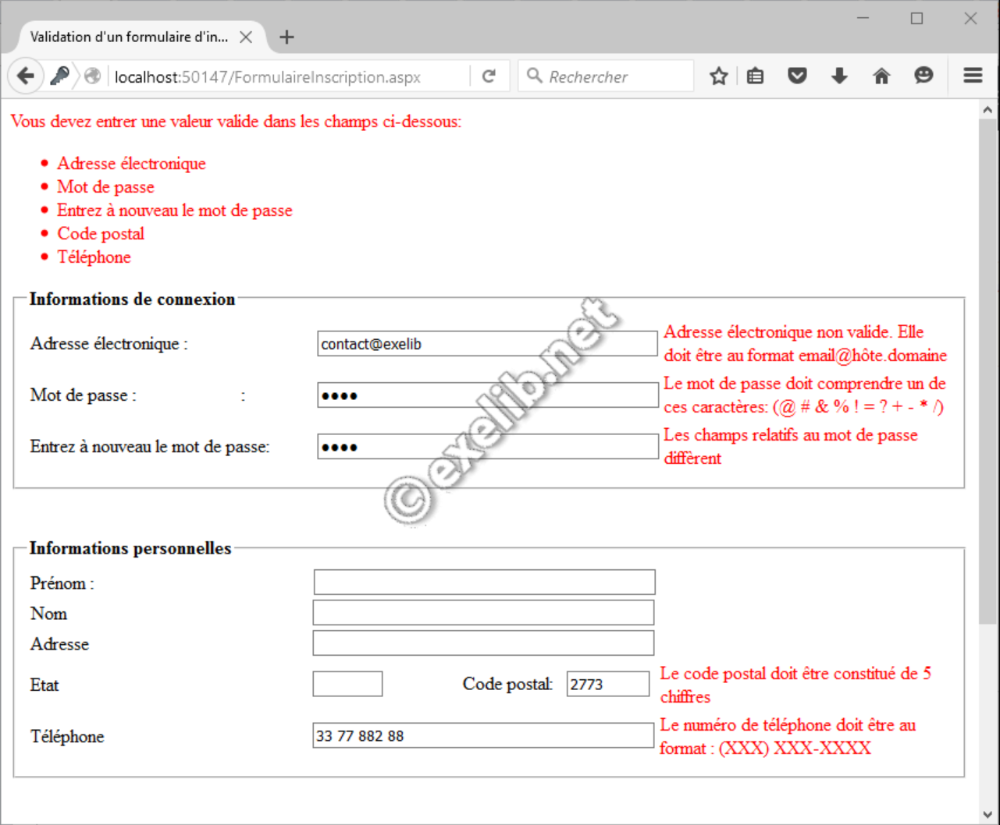 Validation d'un formulaire d'in...
localhost:50147/FormulaireInscription.aspx
Rechercher
Vous devez entrer une valeur valide dans les champs ci-dessous:
• Adresse électronique
• Mot de passe
• Entrez à nouveau le mot de passe
• Code postal
• Téléphone
Informations de connexion
Adresse électronique :
contact@exelib
Adresse électronique non valide. Elle
doit être au format email@hôte.domaine
Mot de passe : :
••••
Le mot de passe doit comprendre un de
ces caractères: (@ # & % ! = ? + - * /)
Entrez à nouveau le mot de passe:
••••
Les champs relatifs au mot de passe
diffèrent
© exelib.net
Informations personnelles
Prénom :
Nom
Adresse
Etat
Code postal:
2773
Le code postal doit être constitué de 5
chiffres
Téléphone
33 77 882 88
Le numéro de téléphone doit être au
format : (XXX) XXX-XXXX